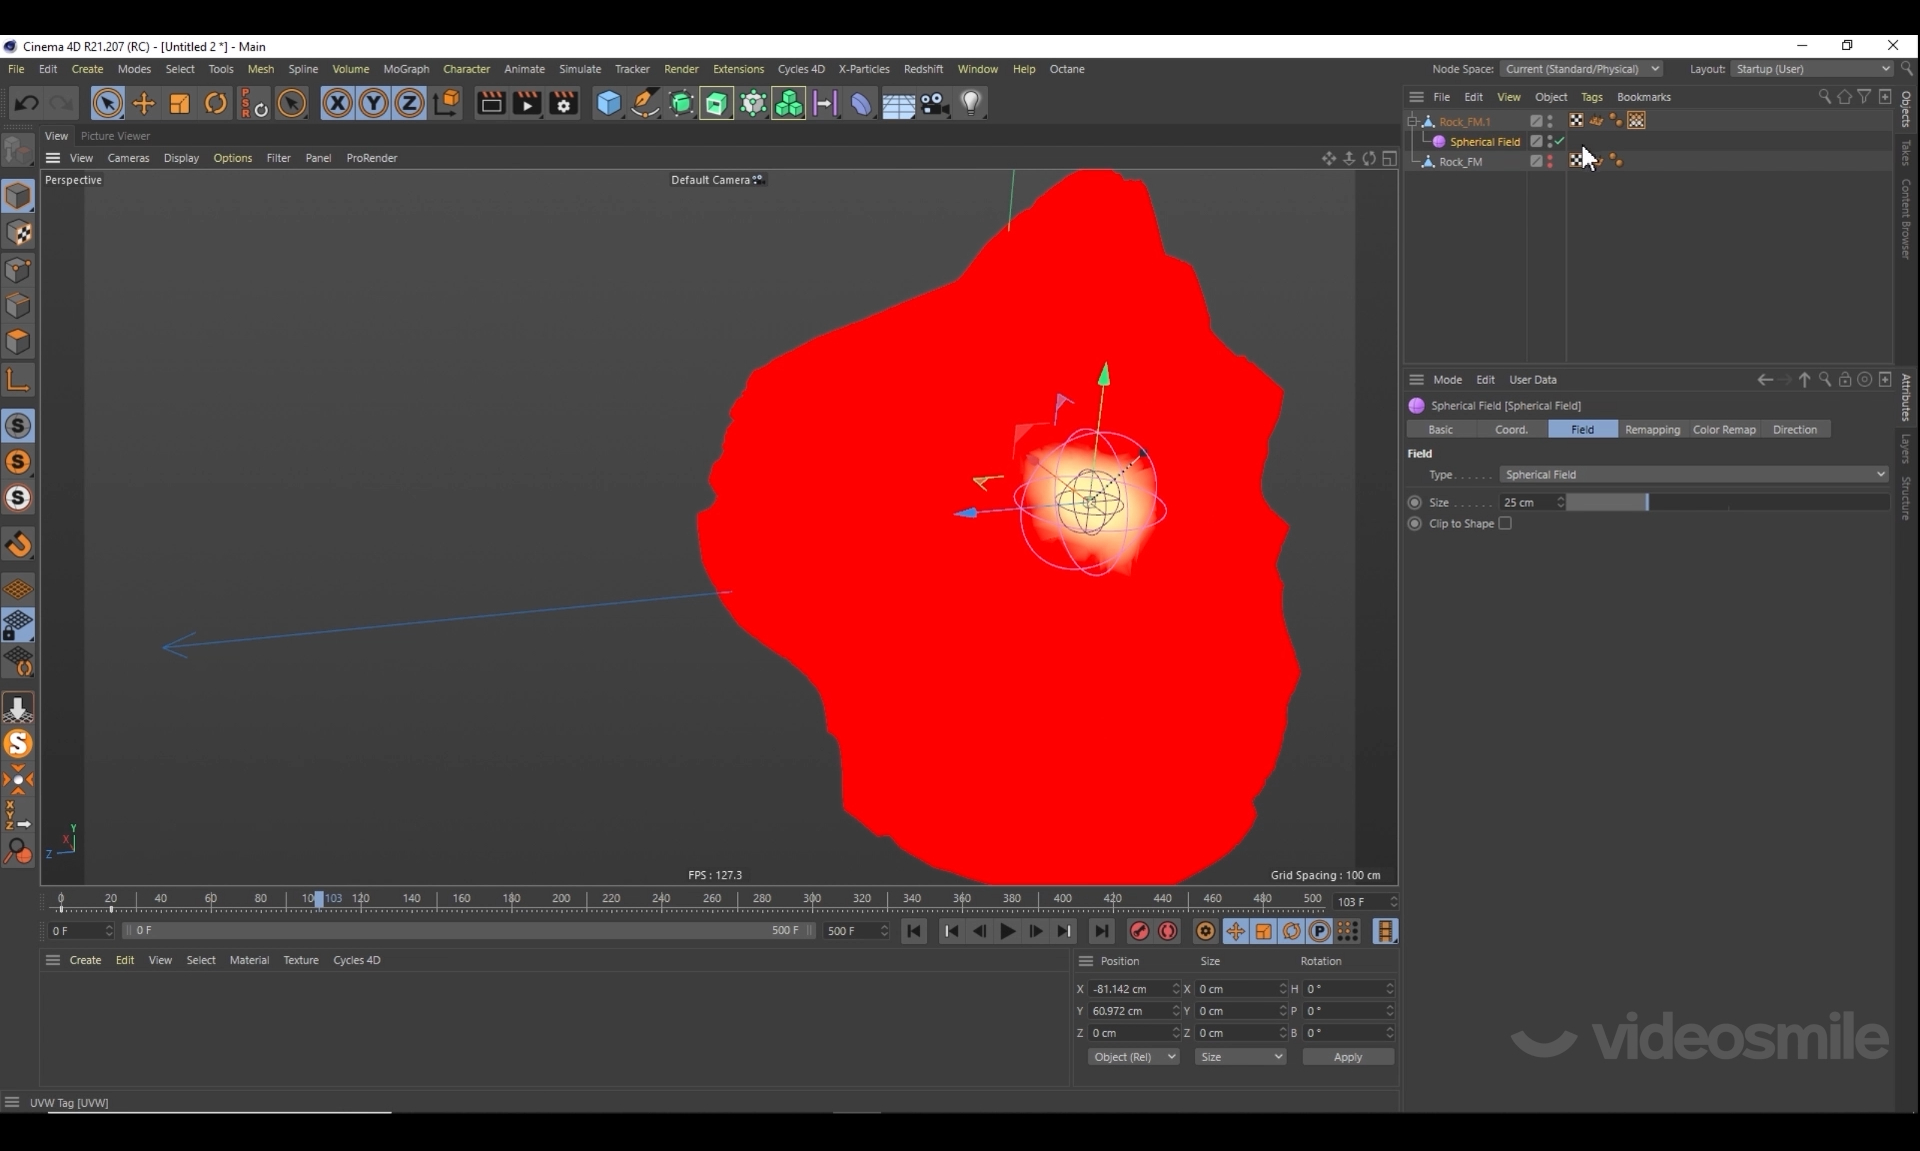 Cinema 4D R21.207 (RC) - [Untitled 2 *] - Main
File Edit Create Modes Select Tools Mesh Spline Volume MoGraph Character Animate Simulate Tracker Render Extensions Cycles 4D X-Particles Redshift Window Help Octane
Node Space: Current (Standard/Physical) Layout: Startup (User)
PSR X Y Z
File Edit View Object Tags Bookmarks
View Picture Viewer
View Cameras Display Options Filter Panel ProRender
Perspective
Default Camera
Rock_FM.1
Spherical Field
Rock_FM
Objects
Takes
Content Browser
Mode Edit User Data
Spherical Field [Spherical Field]
Basic Coord. Field Remapping Color Remap Direction
Field
Type . . . . . . Spherical Field
Size . . . . . . 25 cm
Clip to Shape
Attributes
Layers
Structure
S
S
S
S
X
Y
Z
Y
X
Z
FPS : 127.3
Grid Spacing : 100 cm
0 20 40 60 80 100 103 120 140 160 180 200 220 240 260 280 300 320 340 360 380 400 420 440 460 480 500 103 F
0 F 0 F 500 F 500 F P
Create Edit View Select Material Texture Cycles 4D
Position Size Rotation
X -81.142 cm X 0 cm H 0 °
Y 60.972 cm Y 0 cm P 0 °
Z 0 cm Z 0 cm B 0 °
Object (Rel) Size Apply
videosmile
UVW Tag [UVW]